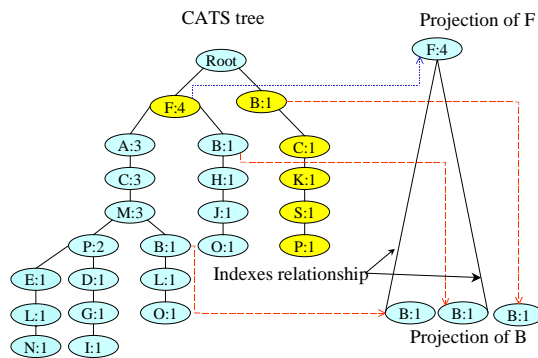 CATS tree
Projection of F
Root
F:4
F:4
B:1
A:3
B:1
C:1
C:3
H:1
K:1
M:3
J:1
S:1
P:2
B:1
O:1
P:1
Indexes relationship
E:1
D:1
L:1
L:1
G:1
O:1
B:1
B:1
B:1
N:1
I:1
Projection of B